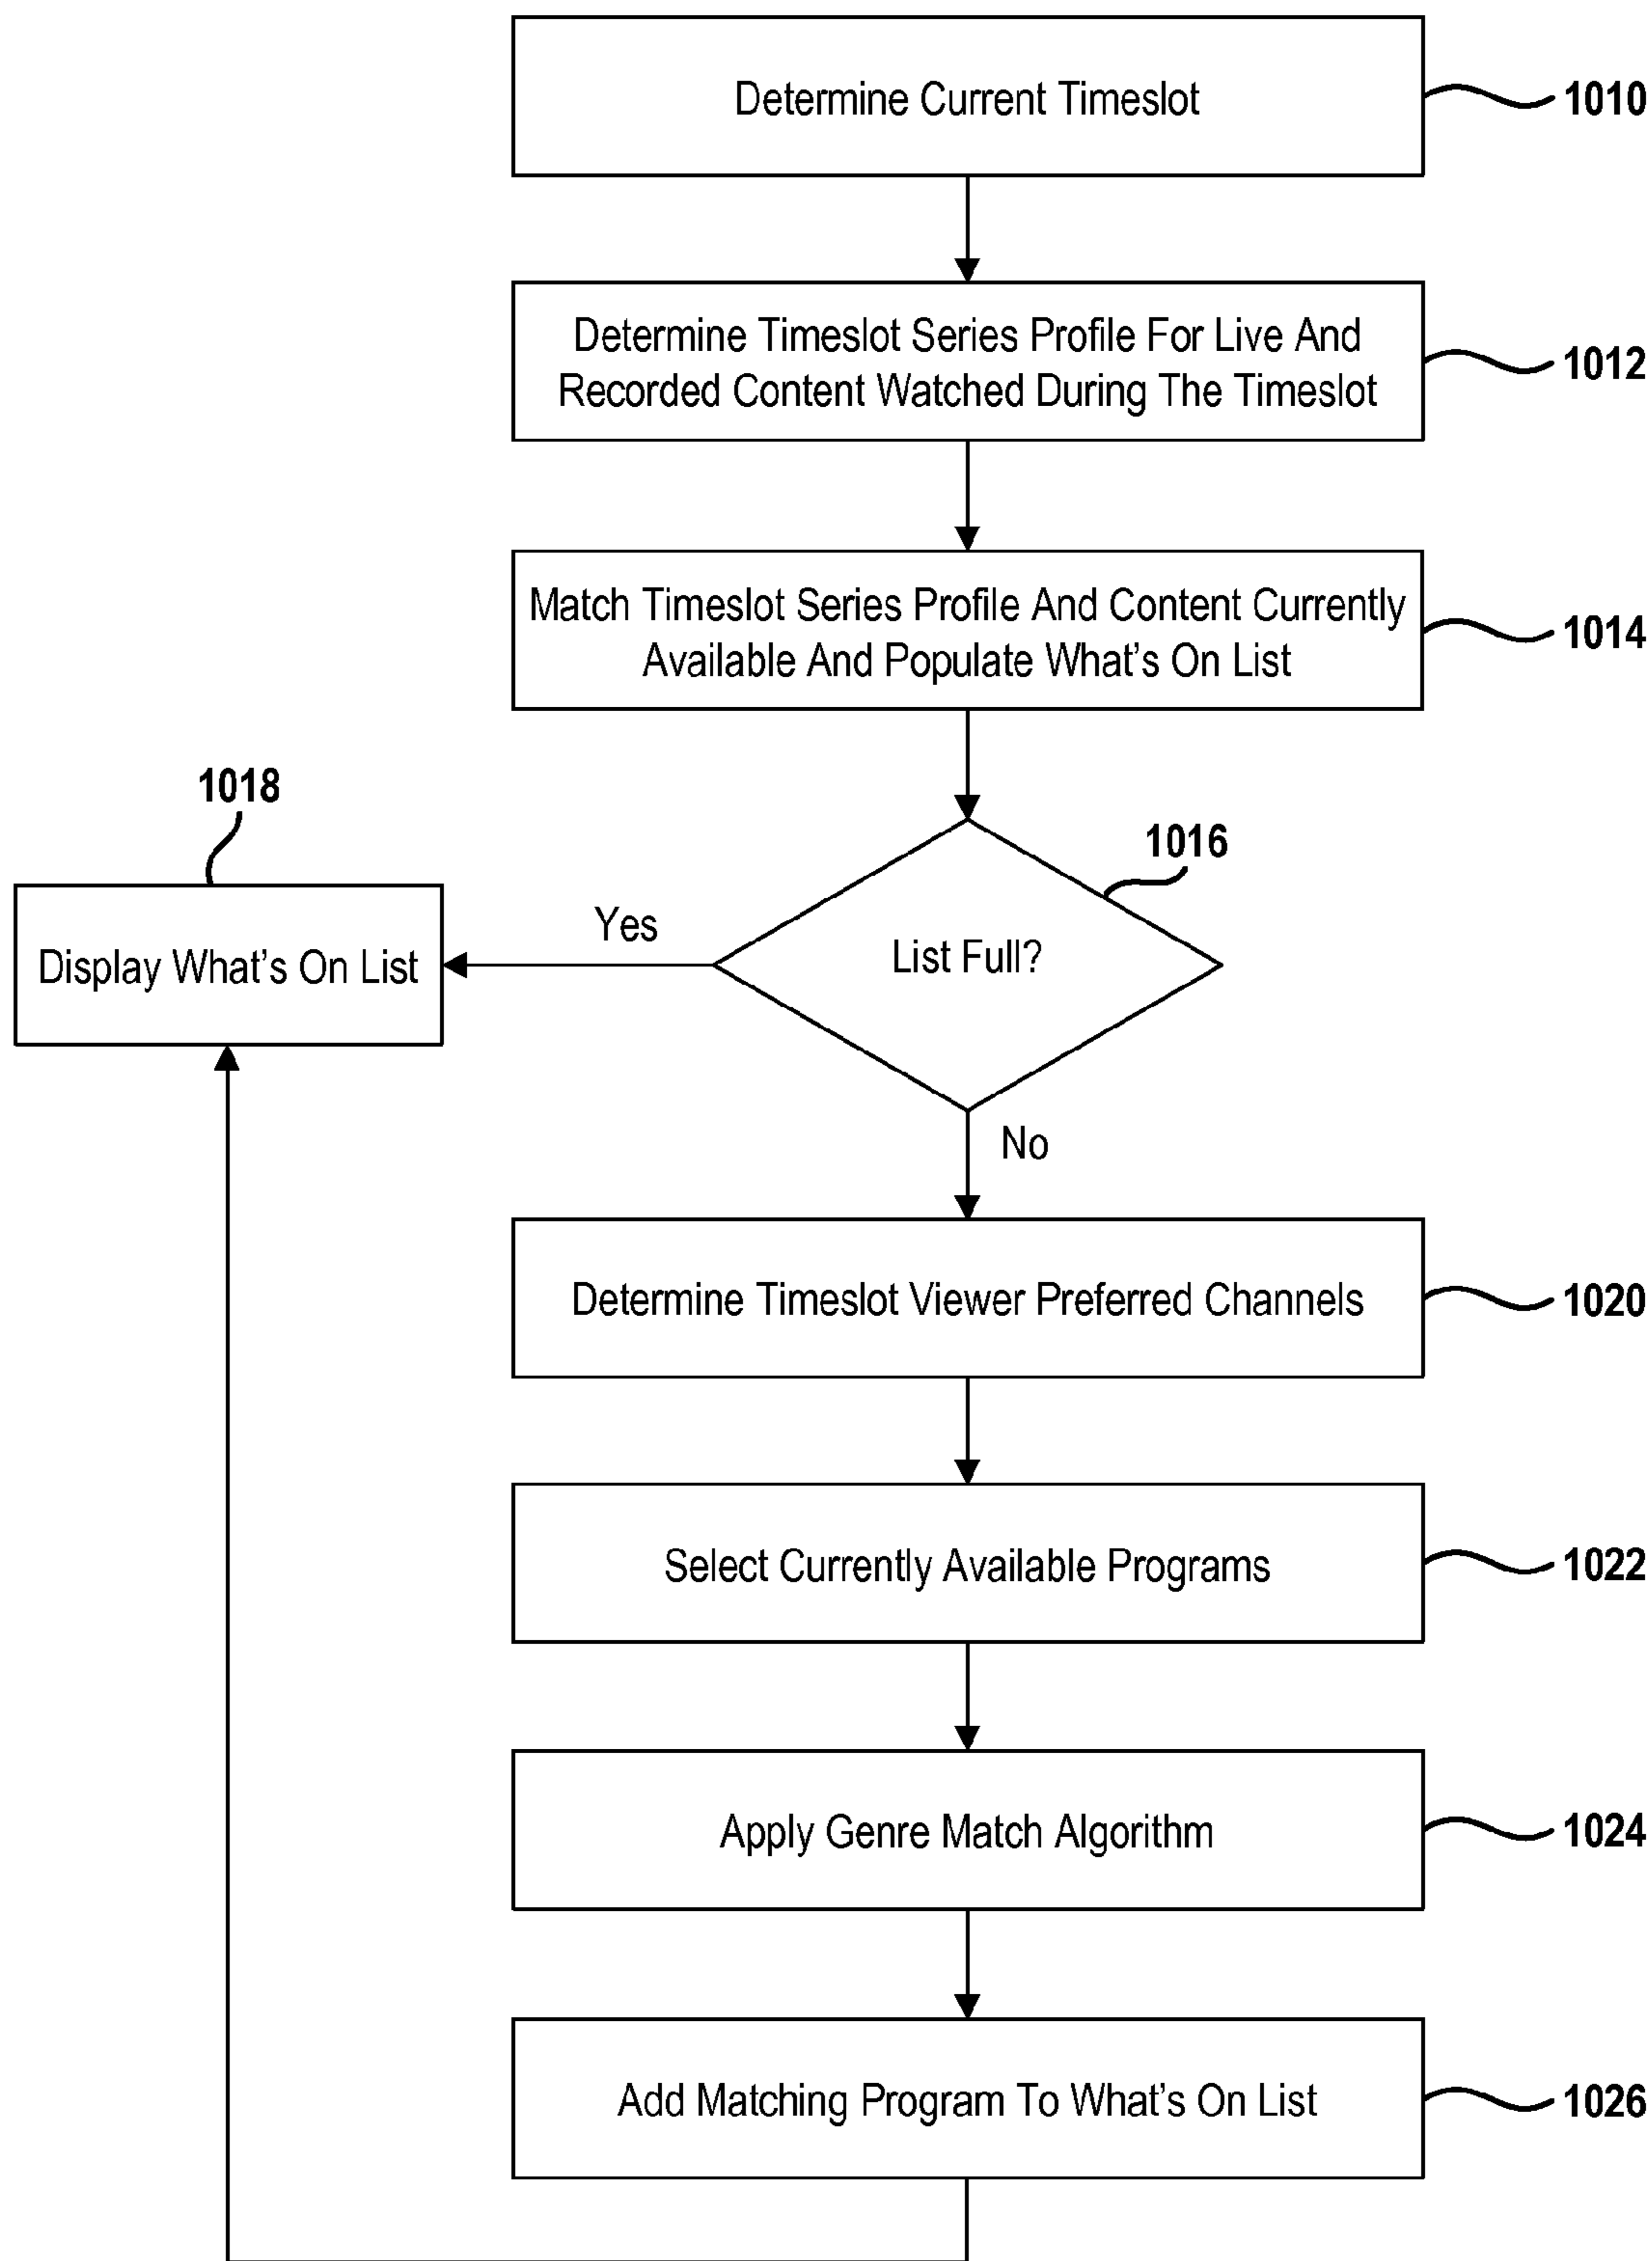 Determine Current Timeslot
1010
Determine Timeslot Series Profile For Live And
Recorded Content Watched During The Timeslot
1012
Match Timeslot Series Profile And Content Currently
Available And Populate What's On List
1014
1018
1016
Display What's On List
Yes
List Full?
No
Determine Timeslot Viewer Preferred Channels
1020
Select Currently Available Programs
1022
Apply Genre Match Algorithm
1024
Add Matching Program To What's On List
1026